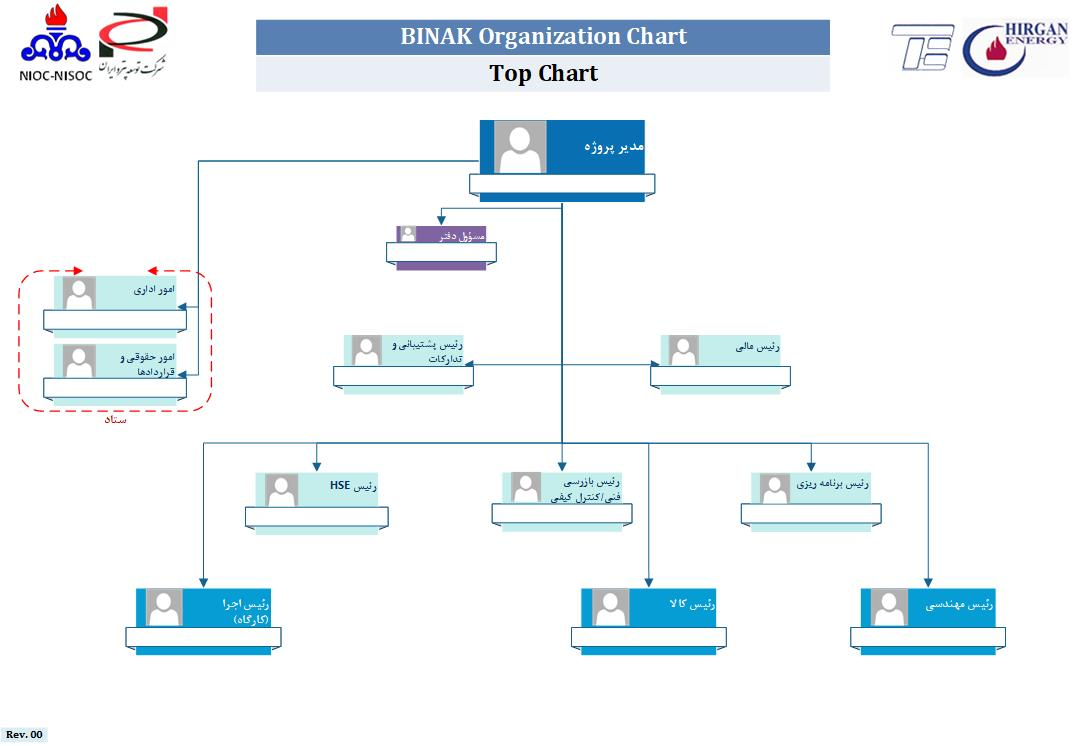 NIOC-NISOC
شرکت توسعه پترو ایران
BINAK Organization Chart
Top Chart
HIRGAN
ENERGY
مدیر پروژه
مسؤول دفتر
امور اداری
امور حقوقی و
قراردادها
ستاد
رئیس پشتیبانی و
تدارکات
رئیس مالی
رئیس HSE
رئیس بازرسی
فنی/کنترل کیفی
رئیس برنامه ریزی
رئیس اجرا
(کارگاه)
رئیس کالا
رئیس مهندسی
Rev. 00